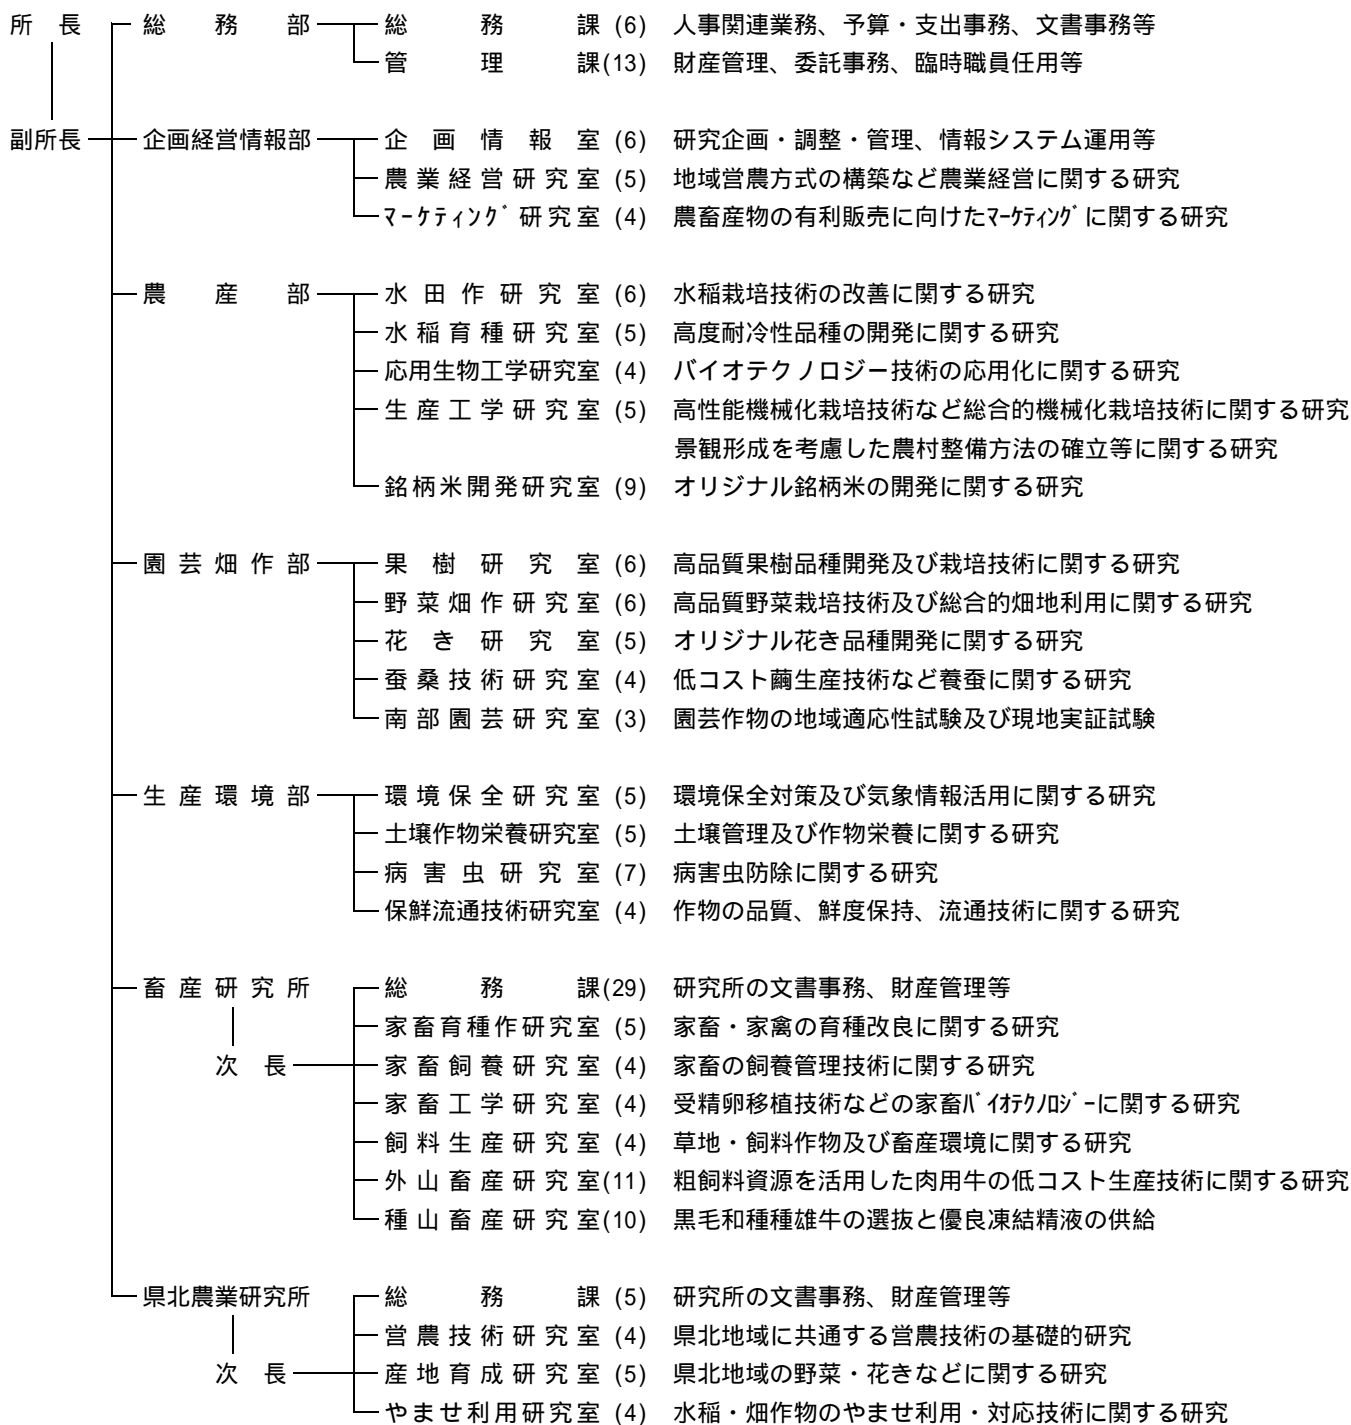 所 長 総 務 部 総 務 課 (6) 人事関連業務、予算・支出事務、文書事務等
管 理 課(13) 財産管理、委託事務、臨時職員任用等
副所長 企画経営情報部 企 画 情 報 室 (6) 研究企画・調整・管理、情報システム運用等
農業経営研究室 (5) 地域営農方式の構築など農業経営に関する研究
ﾏｰｹﾃｨﾝｸﾞ研究室 (4) 農畜産物の有利販売に向けたﾏｰｹﾃｨﾝｸﾞに関する研究
農 産 部 水田作研究室 (6) 水稲栽培技術の改善に関する研究
水稲育種研究室 (5) 高度耐冷性品種の開発に関する研究
応用生物工学研究室 (4) バイオテクノロジー技術の応用化に関する研究
生産工学研究室 (5) 高性能機械化栽培技術など総合的機械化栽培技術に関する研究
景観形成を考慮した農村整備方法の確立等に関する研究
銘柄米開発研究室 (9) オリジナル銘柄米の開発に関する研究
園芸畑作部 果 樹 研 究 室 (6) 高品質果樹品種開発及び栽培技術に関する研究
野菜畑作研究室 (6) 高品質野菜栽培技術及び総合的畑地利用に関する研究
花 き 研 究 室 (5) オリジナル花き品種開発に関する研究
蚕桑技術研究室 (4) 低コスト繭生産技術など養蚕に関する研究
南部園芸研究室 (3) 園芸作物の地域適応性試験及び現地実証試験
生産環境部 環境保全研究室 (5) 環境保全対策及び気象情報活用に関する研究
土壌作物栄養研究室 (5) 土壌管理及び作物栄養に関する研究
病害虫研究室 (7) 病害虫防除に関する研究
保鮮流通技術研究室 (4) 作物の品質、鮮度保持、流通技術に関する研究
畜産研究所 総 務 課(29) 研究所の文書事務、財産管理等
家畜育種作研究室 (5) 家畜・家禽の育種改良に関する研究
次 長 家畜飼養研究室 (4) 家畜の飼養管理技術に関する研究
家畜工学研究室 (4) 受精卵移植技術などの家畜ﾊﾞｲｵﾃｸﾉﾛｼﾞｰに関する研究
飼料生産研究室 (4) 草地・飼料作物及び畜産環境に関する研究
外山畜産研究室(11) 粗飼料資源を活用した肉用牛の低コスト生産技術に関する研究
種山畜産研究室(10) 黒毛和種種雄牛の選抜と優良凍結精液の供給
県北農業研究所 総 務 課 (5) 研究所の文書事務、財産管理等
営農技術研究室 (4) 県北地域に共通する営農技術の基礎的研究
次 長 産地育成研究室 (5) 県北地域の野菜・花きなどに関する研究
やませ利用研究室 (4) 水稲・畑作物のやませ利用・対応技術に関する研究